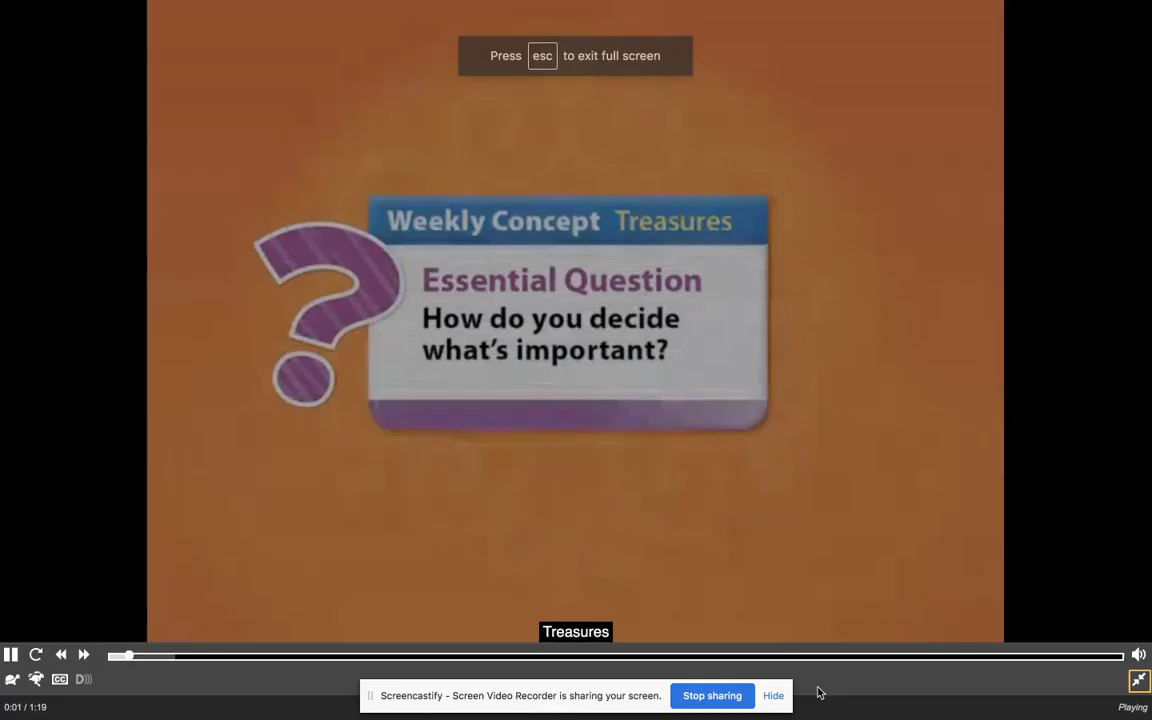 Press esc to exit full screen
Weekly Concept Treasures
?
Essential Question
How do you decide
what's important?
Treasures
CC D
Screencastify - Screen Video Recorder is sharing your screen. Stop sharing Hide
0:01 / 1:19
Playing